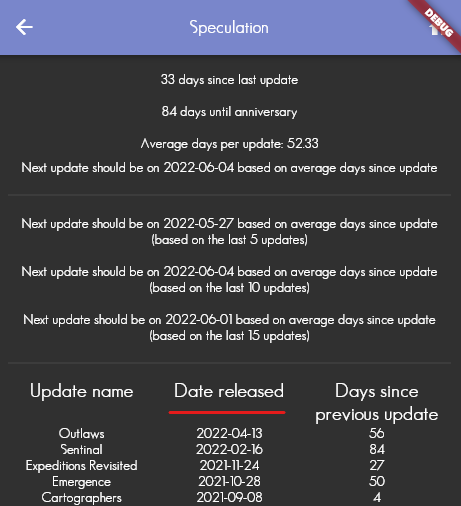 Speculation
DEBUG
33 days since last update
84 days until anniversary
Average days per update: 52.33
Next update should be on 2022-06-04 based on average days since update
Next update should be on 2022-05-27 based on average days since update
(based on the last 5 updates)
Next update should be on 2022-06-04 based on average days since update
(based on the last 10 updates)
Next update should be on 2022-06-01 based on average days since update
(based on the last 15 updates)
Update name Date released Days since
previous update
Outlaws 2022-04-13 56
Sentinal 2022-02-16 84
Expeditions Revisited 2021-11-24 27
Emergence 2021-10-28 50
Cartographers 2021-09-08 4